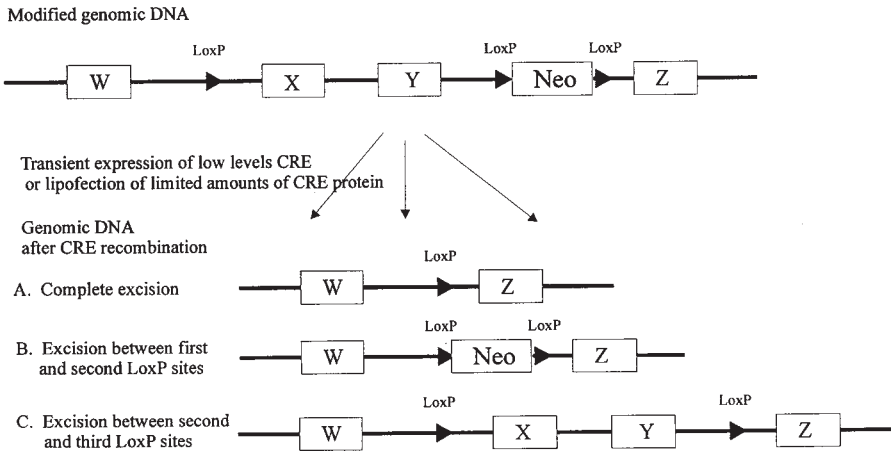 Modified genomic DNA
LoxP LoxP LoxP
W X Y Neo Z
Transient expression of low levels CRE
or lipofection of limited amounts of CRE protein
Genomic DNA
after CRE recombination
LoxP
A. Complete excision W Z
LoxP LoxP
B. Excision between first
and second LoxP sites
W Neo Z
LoxP LoxP
C. Excision between second
and third LoxP sites
W X Y Z